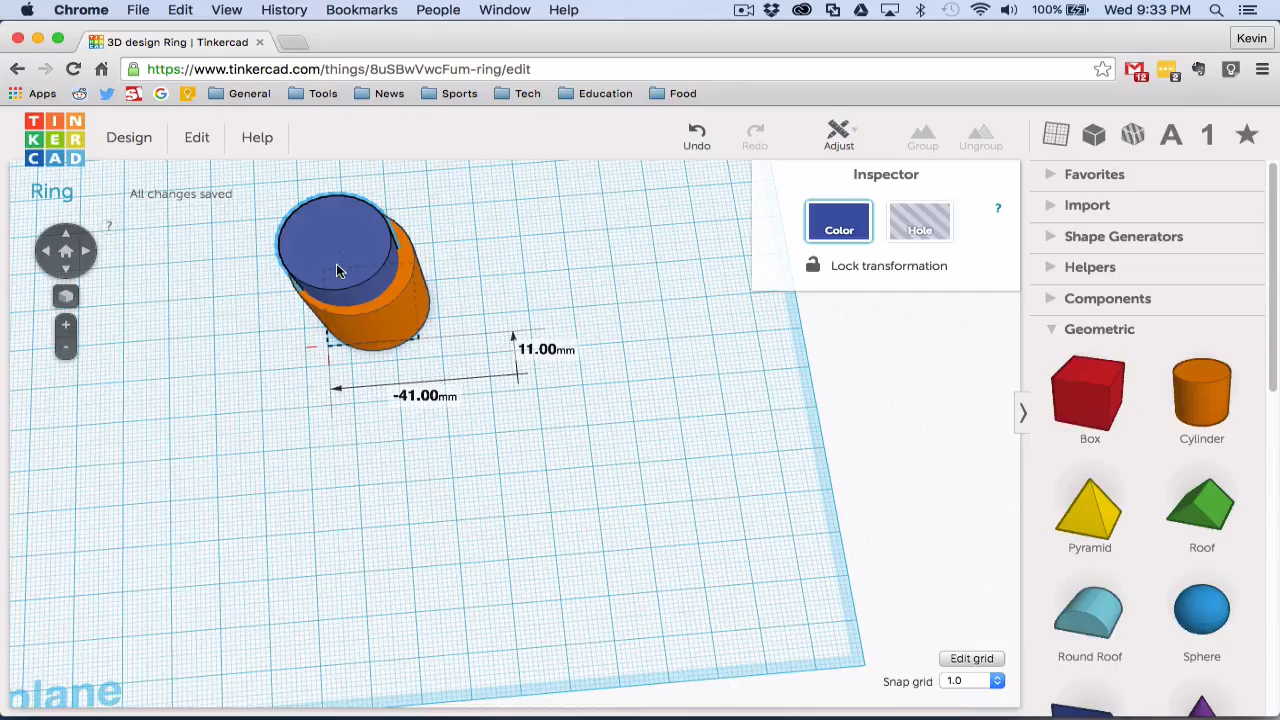 Chrome File Edit View History Bookmarks People Window Help 100% Wed 9:33 PM
3D design Ring | Tinkercad Kevin
https://www.tinkercad.com/things/8uSBwVwcFum-ring/edit 12 2
Apps General Tools News Sports Tech Education Food
TIN
KER
CAD
Design Edit Help Undo Redo Adjust Group Ungroup A 1
Ring
All changes saved
?
+
-
11.00mm
-41.00mm
plane
Inspector
Color Hole ?
Lock transformation
Edit grid
Snap grid 1.0
Favorites
Import
Shape Generators
Helpers
Components
Geometric
Box Cylinder
Pyramid Roof
Round Roof Sphere